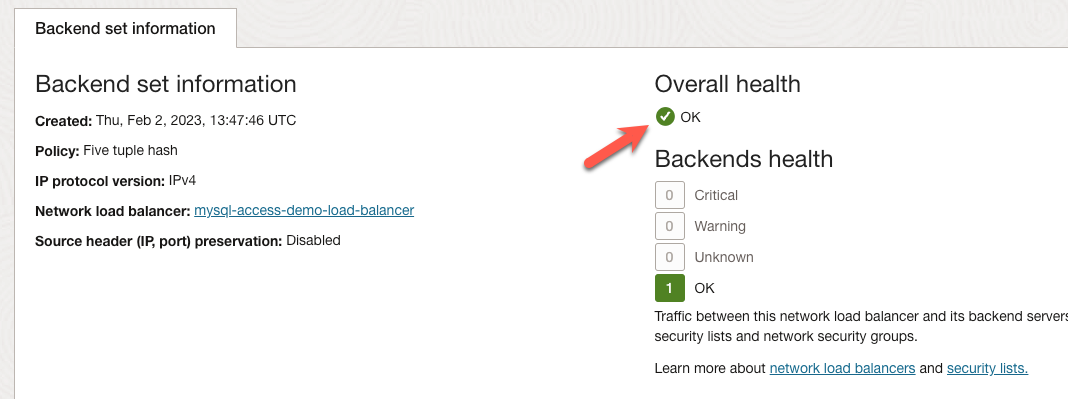 Backend set information
Backend set information
Created: Thu, Feb 2, 2023, 13:47:46 UTC
Policy: Five tuple hash
IP protocol version: IPv4
Network load balancer: mysql-access-demo-load-balancer
Source header (IP, port) preservation: Disabled
Overall health
OK
Backends health
0 Critical
0 Warning
0 Unknown
1 OK
Traffic between this network load balancer and its backend servers
security lists and network security groups.
Learn more about network load balancers and security lists.